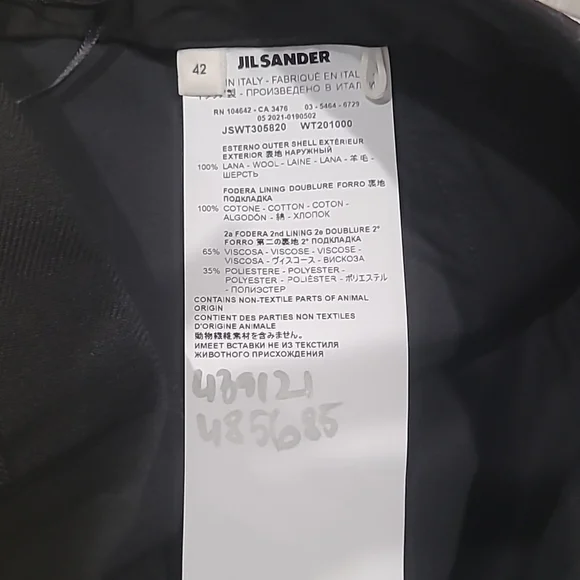 42
JIL SANDER
IN ITALY - FABRIQUÉ EN ITAL
製 - ПРОИЗВЕДЕНО В ИТАЛ
RN 104642 - CA 3476 03 - 5464 - 6729
05 2021-0190502
JSWT305820 WT201000
ESTERNO OUTER SHELL EXTÉRIEUR
EXTERIOR 表地 НАРУЖНЫЙ
100% LANA - WOOL - LAINE - LANA - 羊毛 -
ШЕРСТЬ
FODERA LINING DOUBLURE FORRO 裏地
ПОДКЛАДКА
100% COTONE - COTTON - COTON -
ALGODÓN - 綿 - ХЛОПОК
2a FODERA 2nd LINING 2e DOUBLURE 2°
FORRO 第二の裏地 2° ПОДКЛАДКА
65% VISCOSA - VISCOSE - VISCOSE -
VISCOSA - ヴィスコース - ВИСКОЗА
35% POLIESTERE - POLYESTER -
POLYESTER - POLIÉSTER - ポリエステル
- ПОЛИЭСТЕР
CONTAINS NON-TEXTILE PARTS OF ANIMAL
ORIGIN
CONTIENT DES PARTIES NON TEXTILES
D'ORIGINE ANIMALE
動物繊維素材を含みません。
ИМЕЕТ ВСТАВКИ НЕ ИЗ ТЕКСТИЛЯ
ЖИВОТНОГО ПРИСХОЖДЕНИЯ
439121
485685